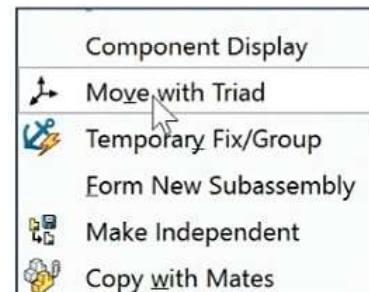 Component Display
Move with Triad
Temporary Fix/Group
Form New Subassembly
Make Independent
Copy with Mates